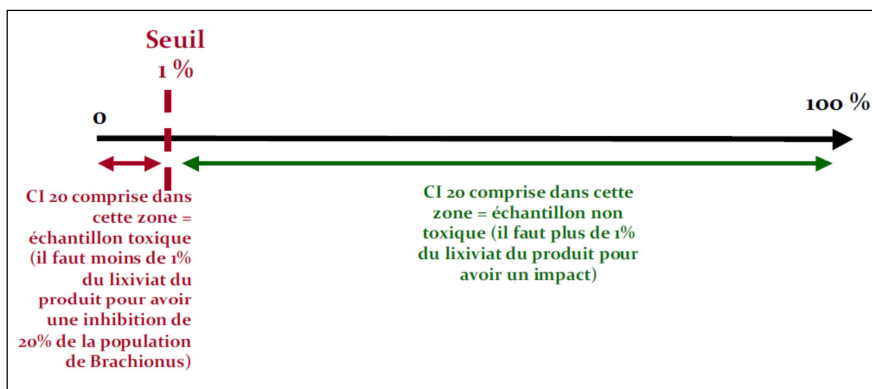 Seuil
1 %
0
100 %
CI 20 comprise dans
cette zone =
échantillon toxique
(il faut moins de 1%
du lixiviat du
produit pour avoir
une inhibition de
20% de la population
de Brachionus)
CI 20 comprise dans cette
zone = échantillon non
toxique (il faut plus de 1%
du lixiviat du produit pour
avoir un impact)